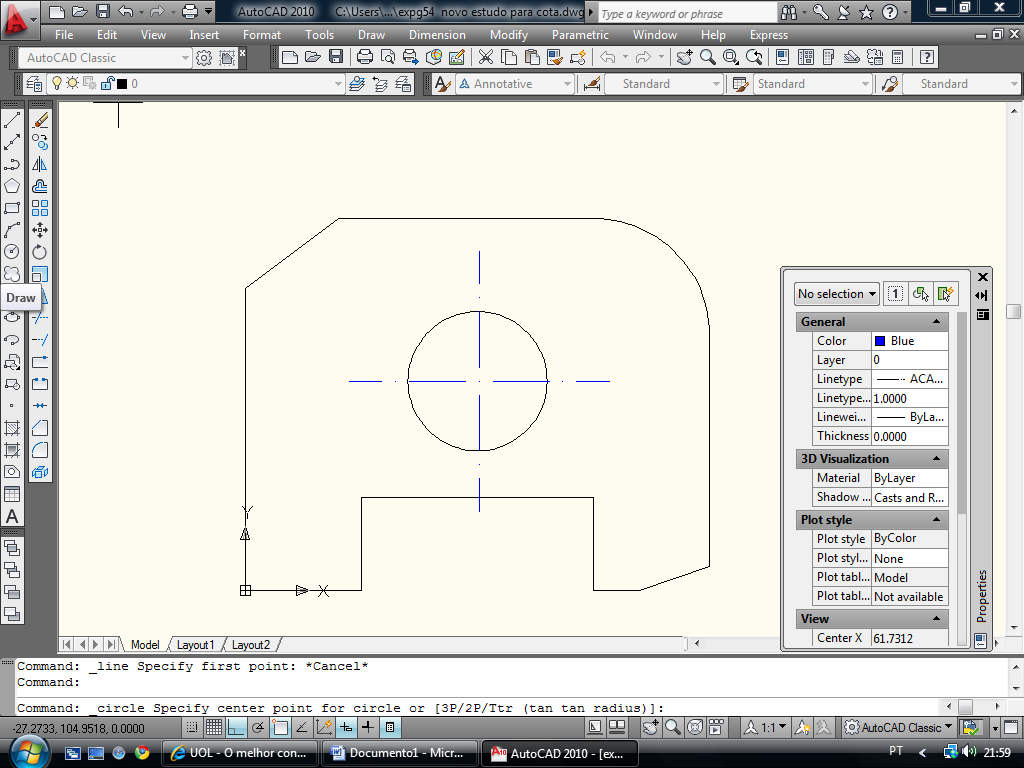 AutoCAD 2010 C:\Users\...\expg54 novo estudo para cota.dwg
Type a keyword or phrase
File Edit View Insert Format Tools Draw Dimension Modify Parametric Window Help Express
AutoCAD Classic
0
Annotative
Standard
Standard
Standard
Draw
A
Y
X
No selection
1
General
Color Blue
Layer 0
Linetype ACA...
Linetype... 1.0000
Linewei... ByLa...
Thickness 0.0000
3D Visualization
Material ByLayer
Shadow ... Casts and R...
Plot style
Plot style ByColor
Plot styl... None
Plot tabl... Model
Plot tabl... Not available
View
Center X 61.7312
Properties
Model Layout1 Layout2
Command: _line Specify first point: *Cancel*
Command:
Command: _circle Specify center point for circle or [3P/2P/Ttr (tan tan radius)]:
-27.2733, 104.9518, 0.0000
1:1
AutoCAD Classic
UOL - O melhor con...
Documento1 - Micr...
AutoCAD 2010 - [ex...
PT
21:59